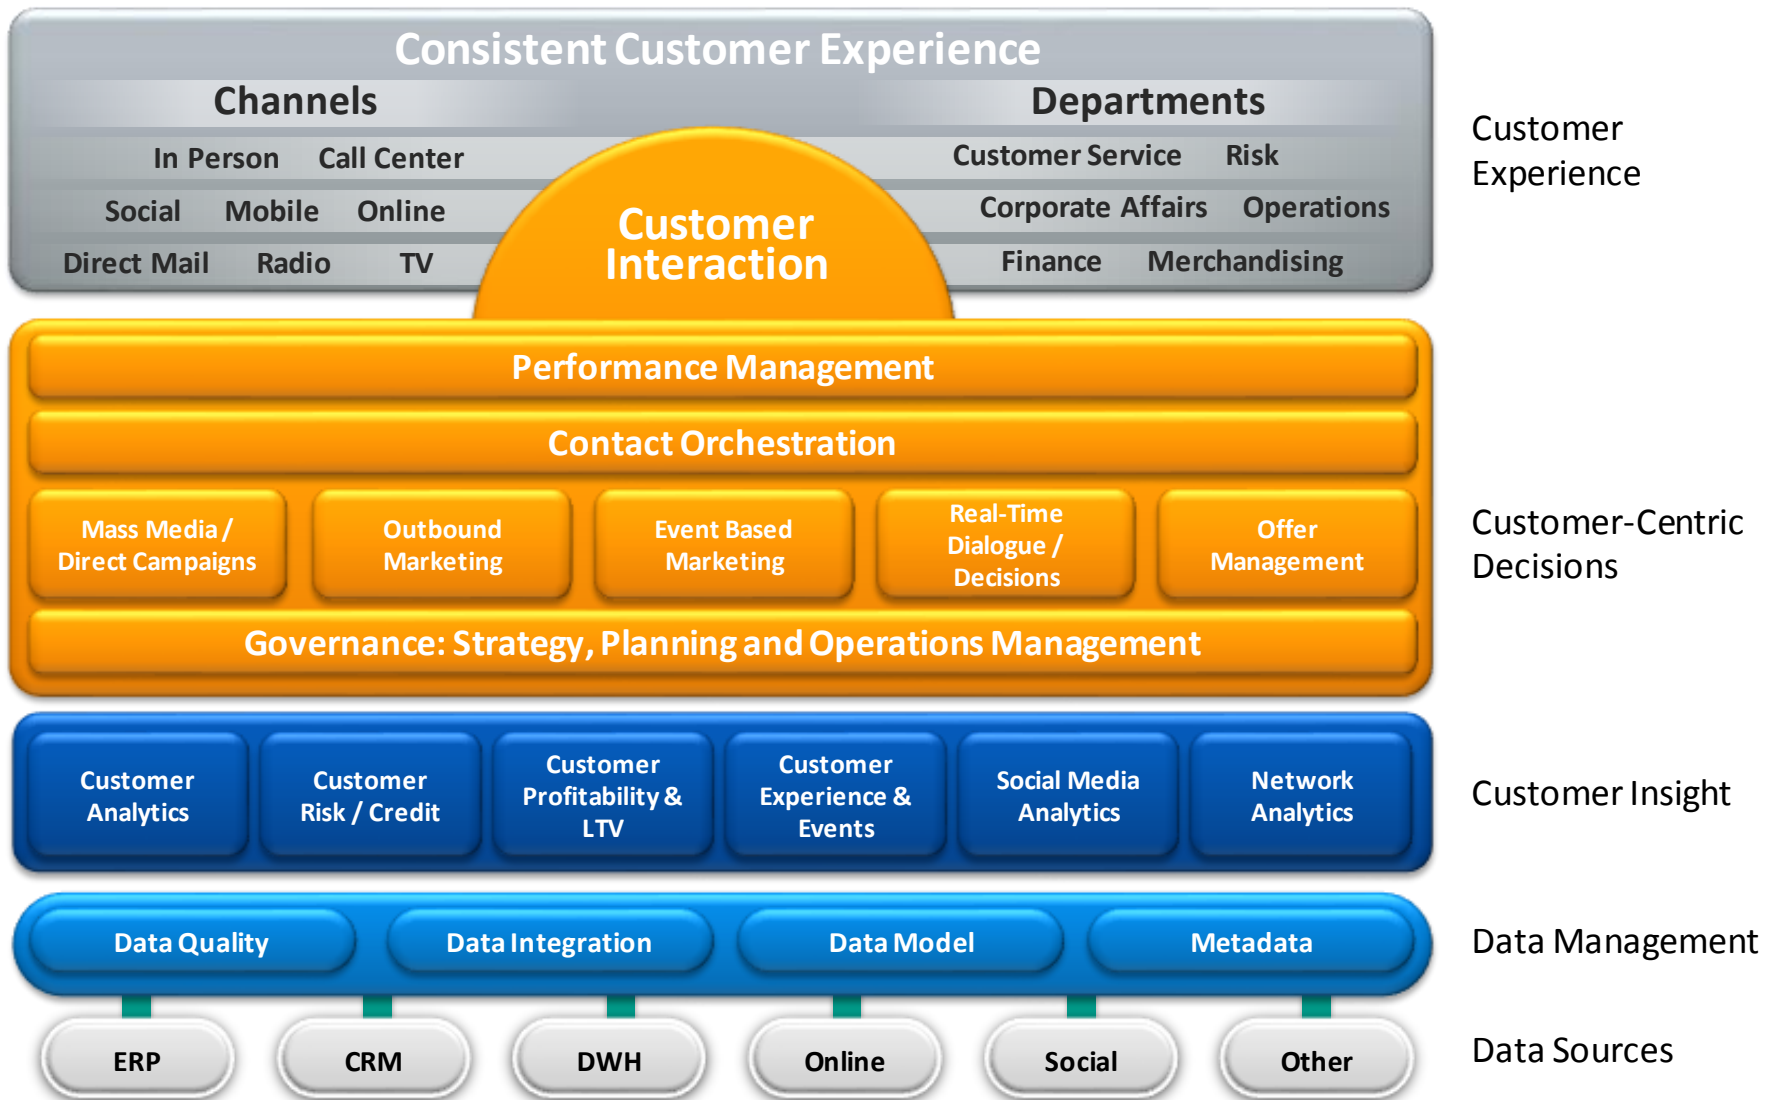 Consistent Customer Experience
Channels
Departments
In Person Call Center
Customer Service Risk
Social Mobile Online
Corporate Affairs Operations
Direct Mail Radio TV
Finance Merchandising
Customer
Interaction
Customer
Experience
Performance Management
Contact Orchestration
Mass Media /
Direct Campaigns
Outbound
Marketing
Event Based
Marketing
Real-Time
Dialogue /
Decisions
Offer
Management
Governance: Strategy, Planning and Operations Management
Customer-Centric
Decisions
Customer
Analytics
Customer
Risk / Credit
Customer
Profitability &
LTV
Customer
Experience &
Events
Social Media
Analytics
Network
Analytics
Customer Insight
Data Quality
Data Integration
Data Model
Metadata
Data Management
ERP
CRM
DWH
Online
Social
Other
Data Sources